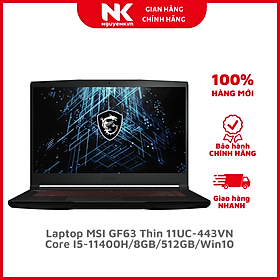 NK
NGUYENKIM
GIAN HÀNG
CHÍNH HÃNG
100%
HÀNG MỚI
Bảo hành
CHÍNH HÃNG
Giao hàng
NHANH
Laptop MSI GF63 Thin 11UC-443VN
Core I5-11400H/8GB/512GB/Win10